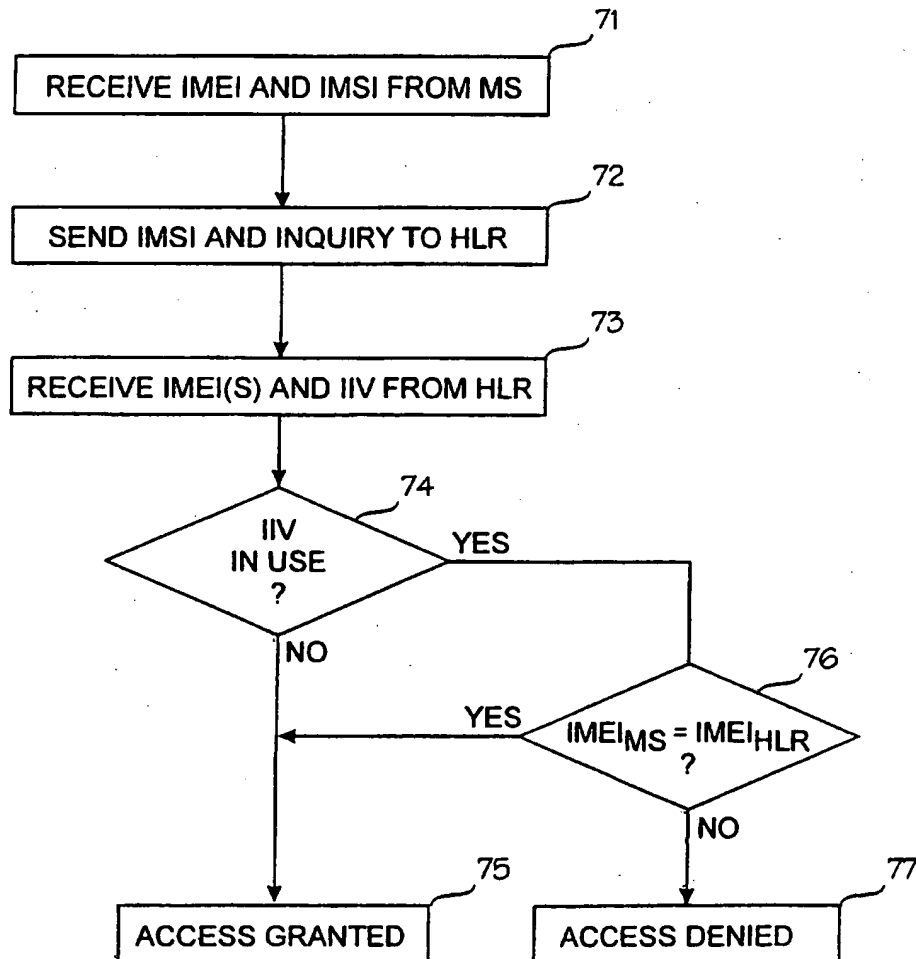 71
RECEIVE IMEI AND IMSI FROM MS
72
SEND IMSI AND INQUIRY TO HLR
73
RECEIVE IMEI(S) AND IIV FROM HLR
74
IIV
IN USE
?
YES
NO
76
YES
IMEIMS = IMEIHLR
?
NO
75
77
ACCESS GRANTED
ACCESS DENIED